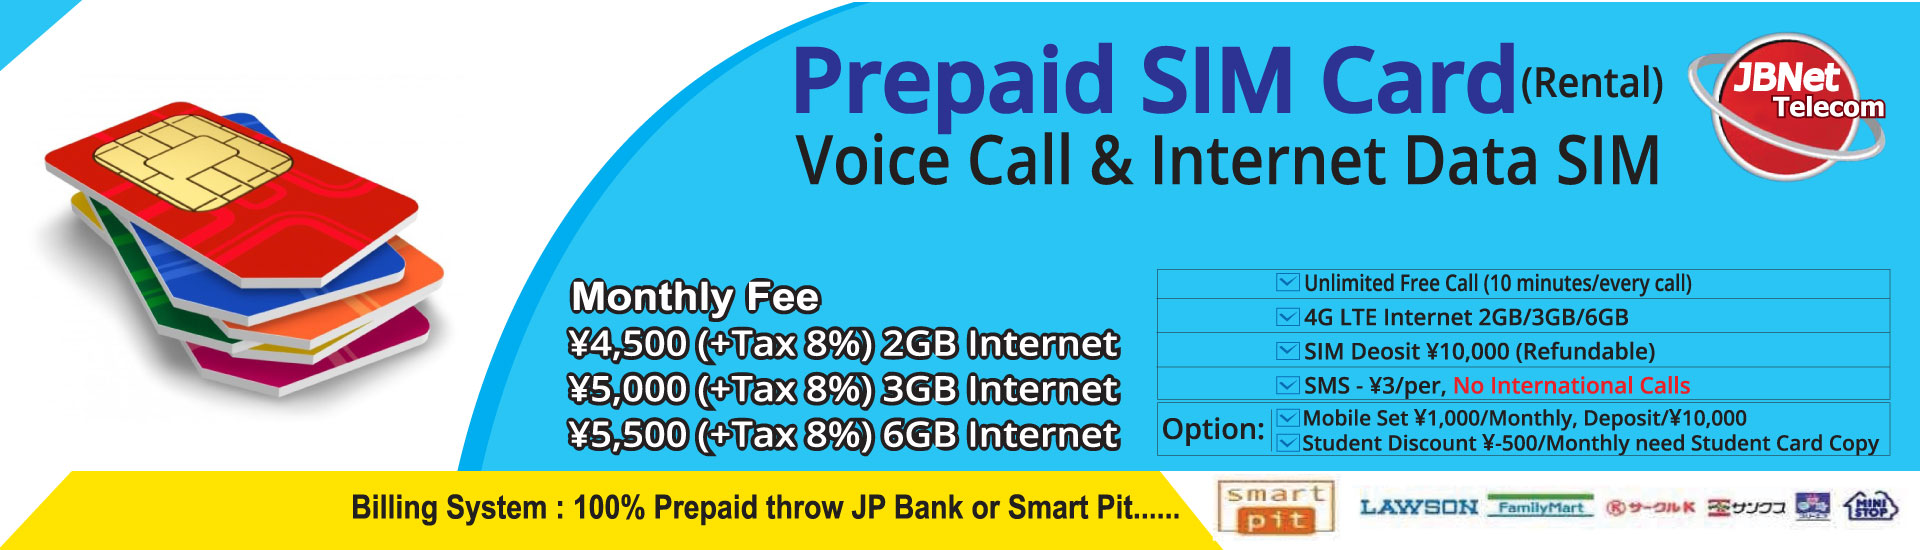 Prepaid SIM Card (Rental)
JBNet
Telecom
Voice Call & Internet Data SIM
Monthly Fee
¥4,500 (+Tax 8%) 2GB Internet
¥5,000 (+Tax 8%) 3GB Internet
¥5,500 (+Tax 8%) 6GB Internet
Unlimited Free Call (10 minutes/every call)
4G LTE Internet 2GB/3GB/6GB
SIM Deosit ¥10,000 (Refundable)
SMS - ¥3/per, No International Calls
Option:
Mobile Set ¥1,000/Monthly, Deposit/¥10,000
Student Discount ¥-500/Monthly need Student Card Copy
Billing System : 100% Prepaid throw JP Bank or Smart Pit......
smart
pit
LAWSON
FamilyMart
K サークルK
サンクス
MINI
STOP